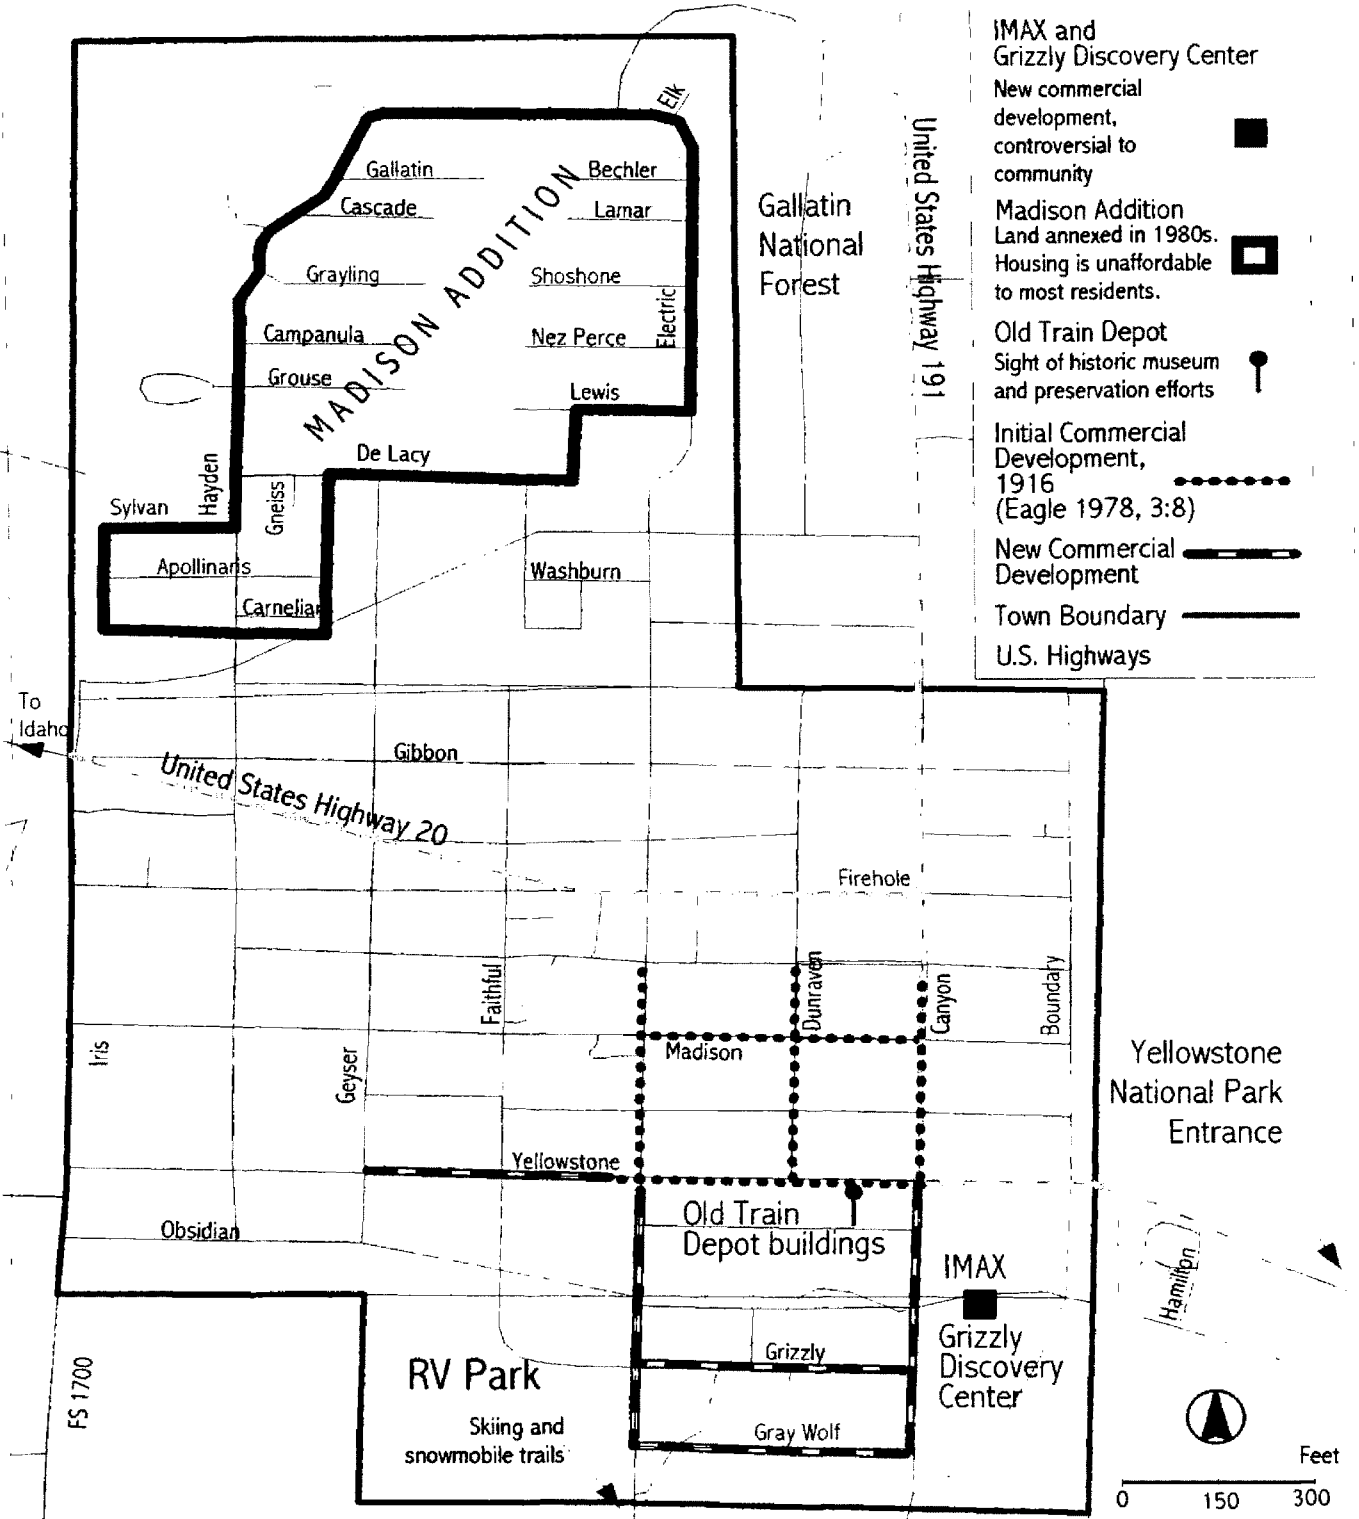 IMAX and
Grizzly Discovery Center
New commercial
development,
controversial to
community
Madison Addition
Land annexed in 1980s.
Housing is unaffordable
to most residents.
Old Train Depot
Sight of historic museum
and preservation efforts
Initial Commercial
Development,
1916
(Eagle 1978, 3:8)
New Commercial
Development
Town Boundary
U.S. Highways
Elk
Gallatin
Bechler
Cascade
Lamar
MADISON ADDITION
Grayling
Shoshone
Electric
Campanula
Nez Perce
Grouse
Lewis
De Lacy
Hayden
Gneiss
Sylvan
Apollinaris
Carnelian
Washburn
Gallatin
National
Forest
United States Highway 191
To
Idaho
Gibbon
United States Highway 20
Firehole
Faithful
Dunraven
Canyon
Boundary
Iris
Geyser
Madison
Yellowstone
National Park
Entrance
Yellowstone
Obsidian
Old Train
Depot buildings
IMAX
Grizzly
Discovery
Center
Hamilton
Grizzly
RV Park
FS 1700
Skiing and
snowmobile trails
Gray Wolf
Feet
0 150 300